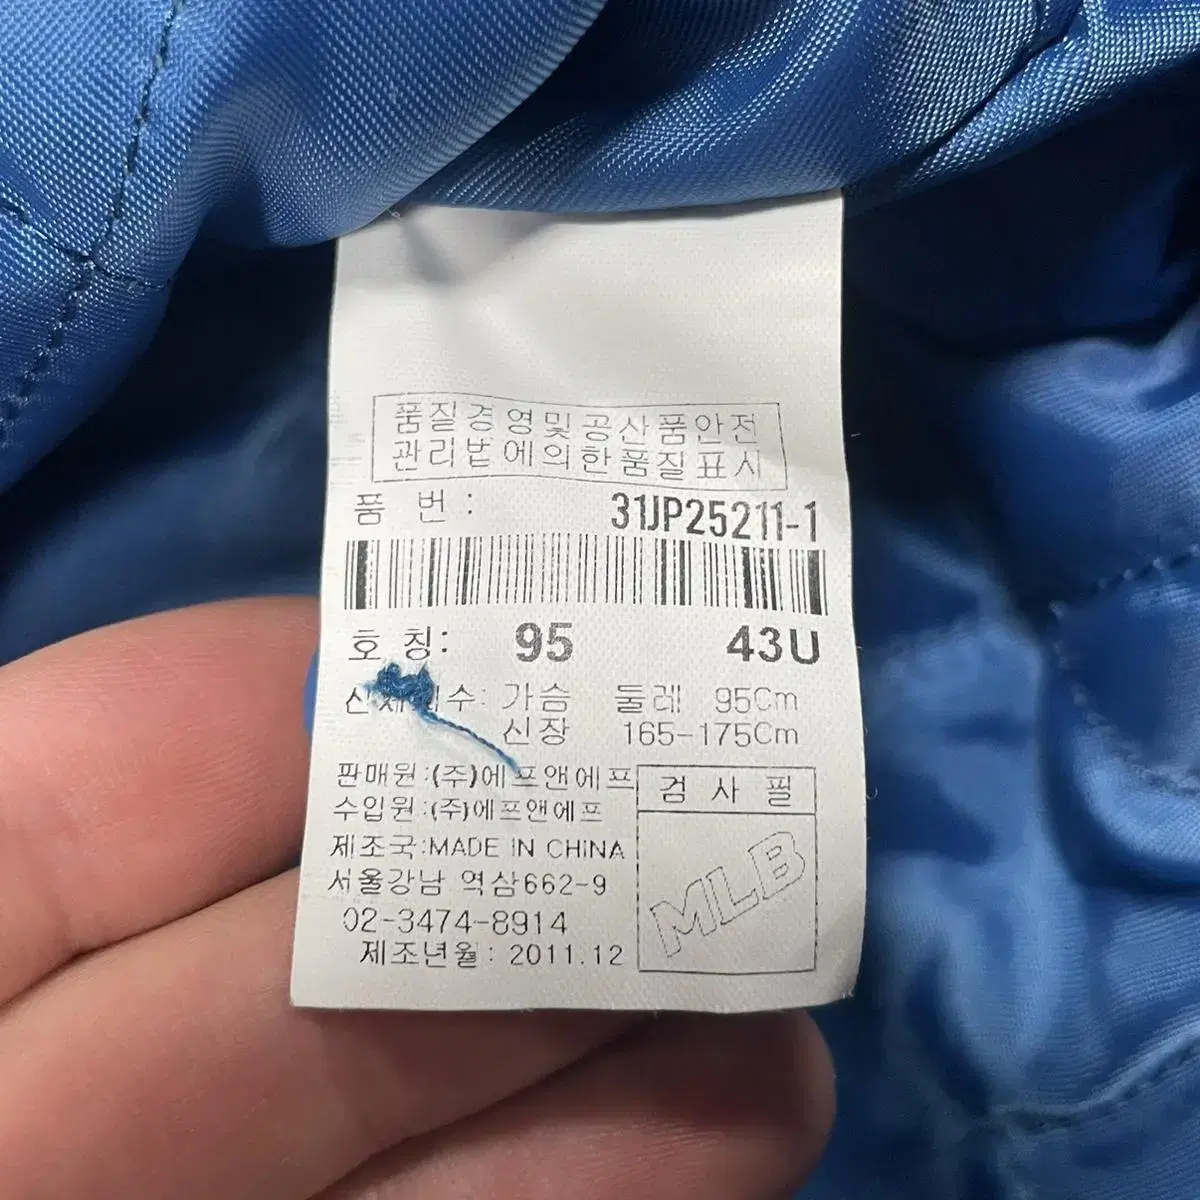 품질경영및공산품안전
관리법에의한품질표시
품 번 : 31JP25211-1
호 칭: 95 43U
수: 가슴 둘레 95Cm
신장 165-175Cm
판매원:(주)에프앤에프
수입원:(주)에프앤에프
제조국:MADE IN CHINA
서울강남 역삼662-9
02-3474-8914
제조년월: 2011.12
검 사 필
MLB